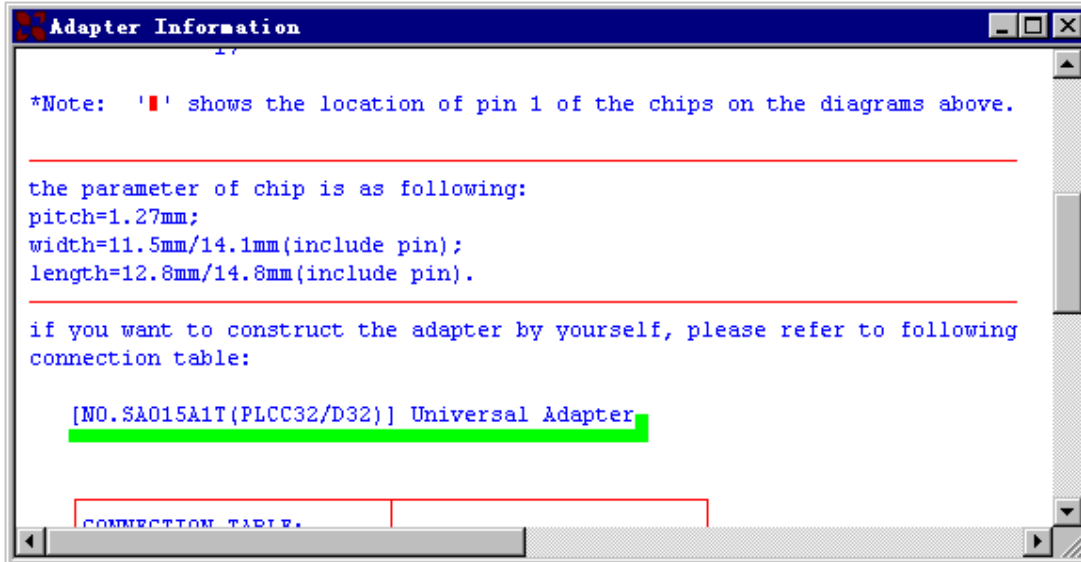 Adapter Information
17
*Note: '▮' shows the location of pin 1 of the chips on the diagrams above.
the parameter of chip is as following:
pitch=1.27mm;
width=11.5mm/14.1mm(include pin);
length=12.8mm/14.8mm(include pin).
if you want to construct the adapter by yourself, please refer to following
connection table:
[NO.SA015A1T(PLCC32/D32)] Universal Adapter
CONNECTION TABLE: